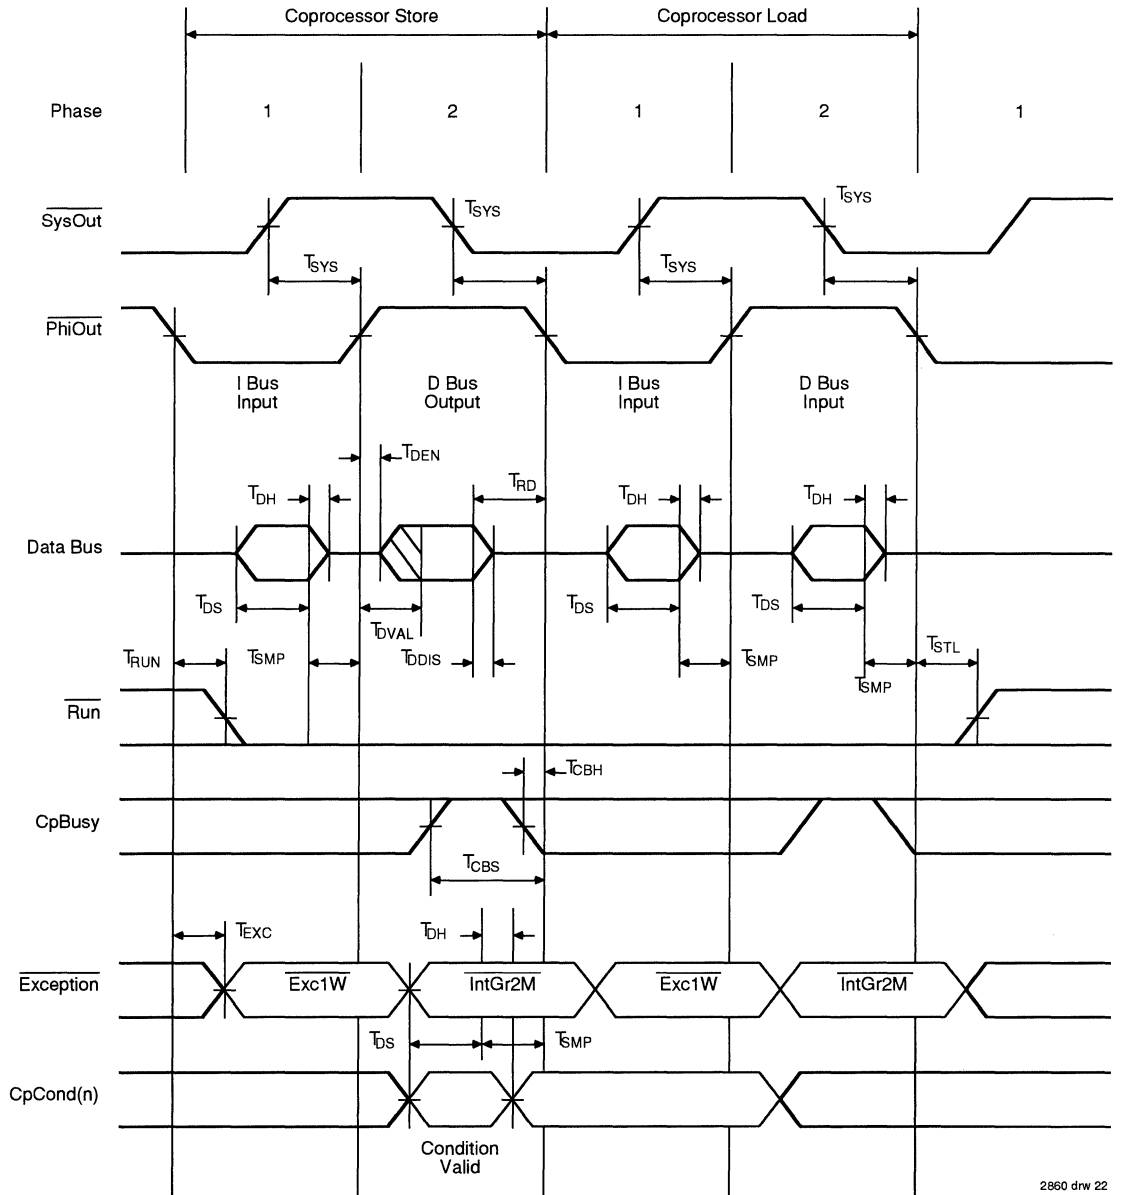 Coprocessor Store Coprocessor Load
Phase 1 2 1 2 1
SysOut TSYS TSYS
TSYS TSYS
PhiOut
I Bus Input
D Bus Output
I Bus Input
D Bus Input
TDEN
TDH TRD TDH TDH
Data Bus
TDS TDVAL TDS TDS
TRUN TSMP TDDIS TSMP TSMP TSTL
Run
TCBH
CpBusy
TCBS
TEXC TDH
Exception Exc1W IntGr2M Exc1W IntGr2M
TDS TSMP
CpCond(n)
Condition
Valid
2860 drw 22